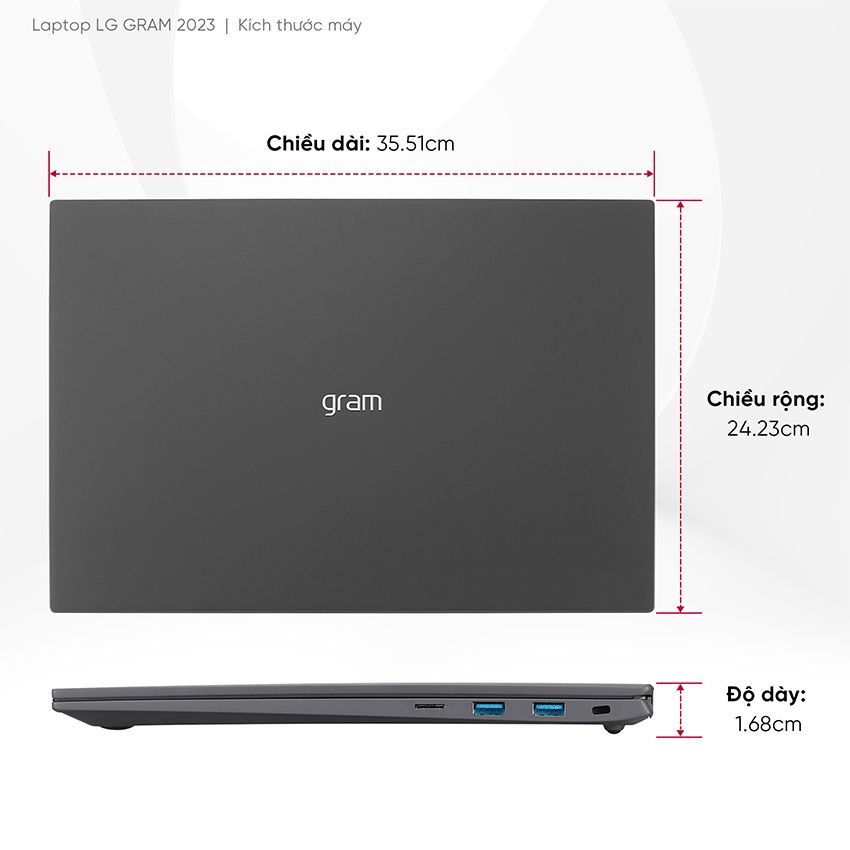 Laptop LG GRAM 2023 | Kích thước máy
Chiều dài: 35.51cm
gram
Chiều rộng:
24.23cm
Độ dày:
1.68cm